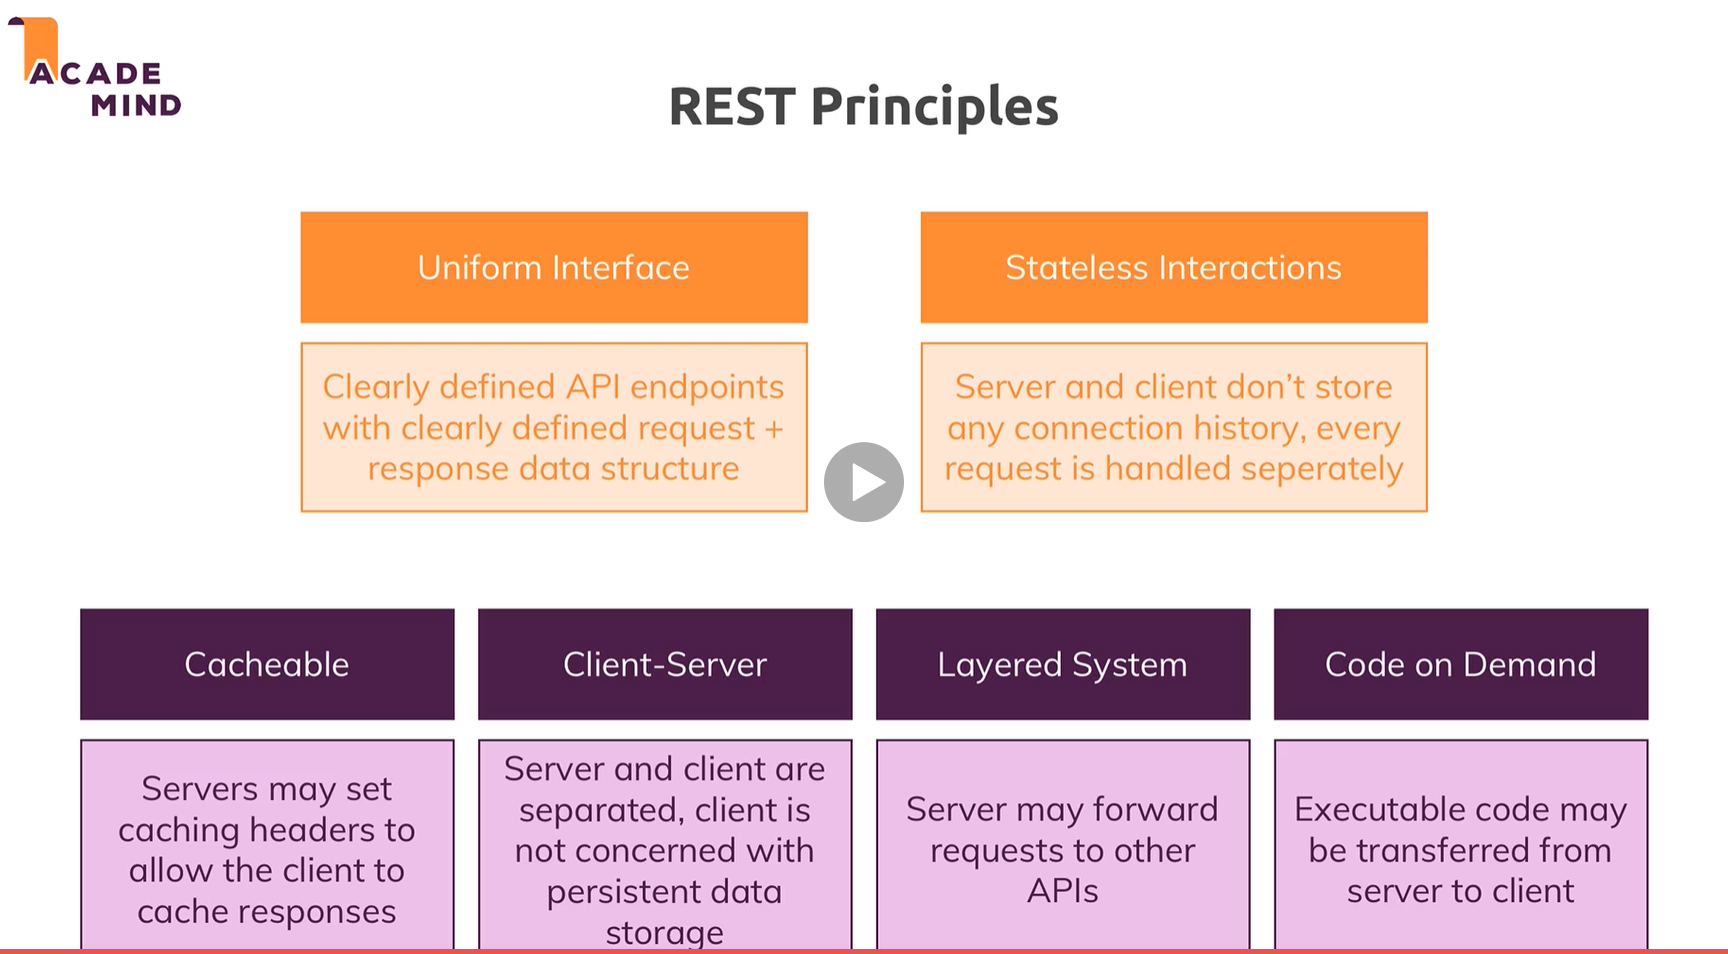 ACADE
MIND
REST Principles
Uniform Interface
Clearly defined API endpoints
with clearly defined request +
response data structure
Stateless Interactions
Server and client don't store
any connection history, every
request is handled seperately
Cacheable
Servers may set
caching headers to
allow the client to
cache responses
Client-Server
Server and client are
separated, client is
not concerned with
persistent data
storage
Layered System
Server may forward
requests to other
APIs
Code on Demand
Executable code may
be transferred from
server to client